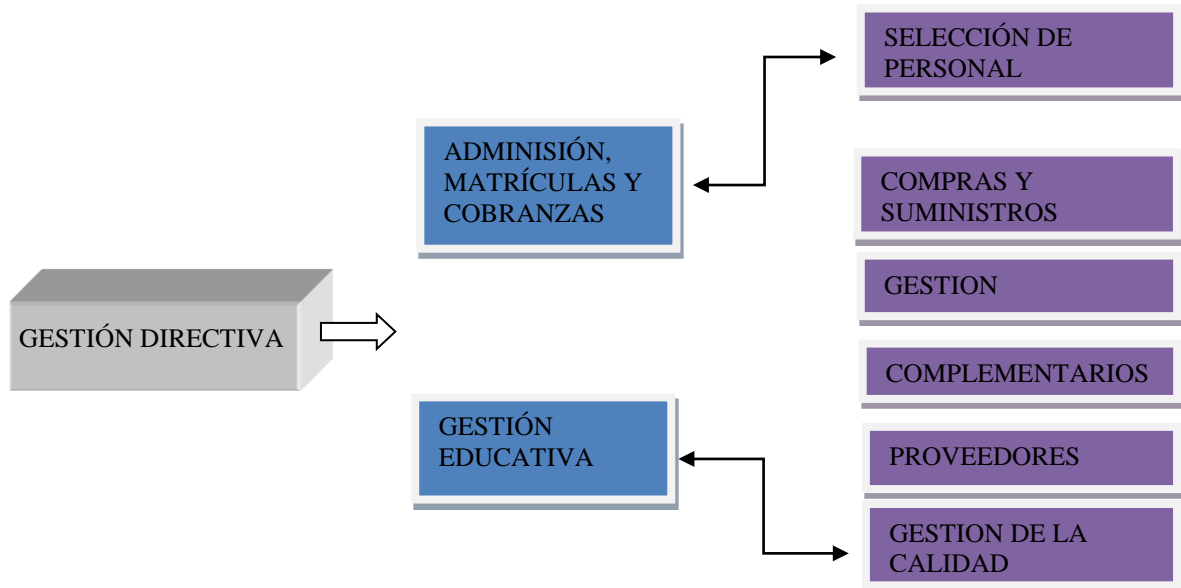 GESTIÓN DIRECTIVA
ADMINISIÓN,
MATRÍCULAS Y
COBRANZAS
GESTIÓN
EDUCATIVA
SELECCIÓN DE
PERSONAL
COMPRAS Y
SUMINISTROS
GESTION
COMPLEMENTARIOS
PROVEEDORES
GESTION DE LA
CALIDAD